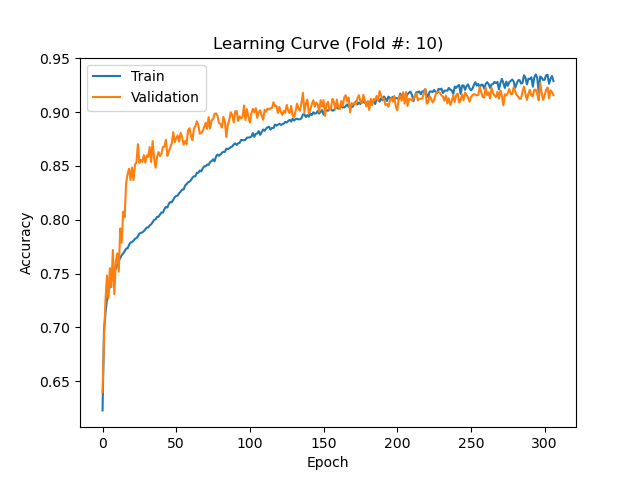 Learning Curve (Fold #: 10)
Train
Validation
0.95
0.90
0.85
0.80
0.75
0.70
0.65
Accuracy
0 50 100 150 200 250 300
Epoch